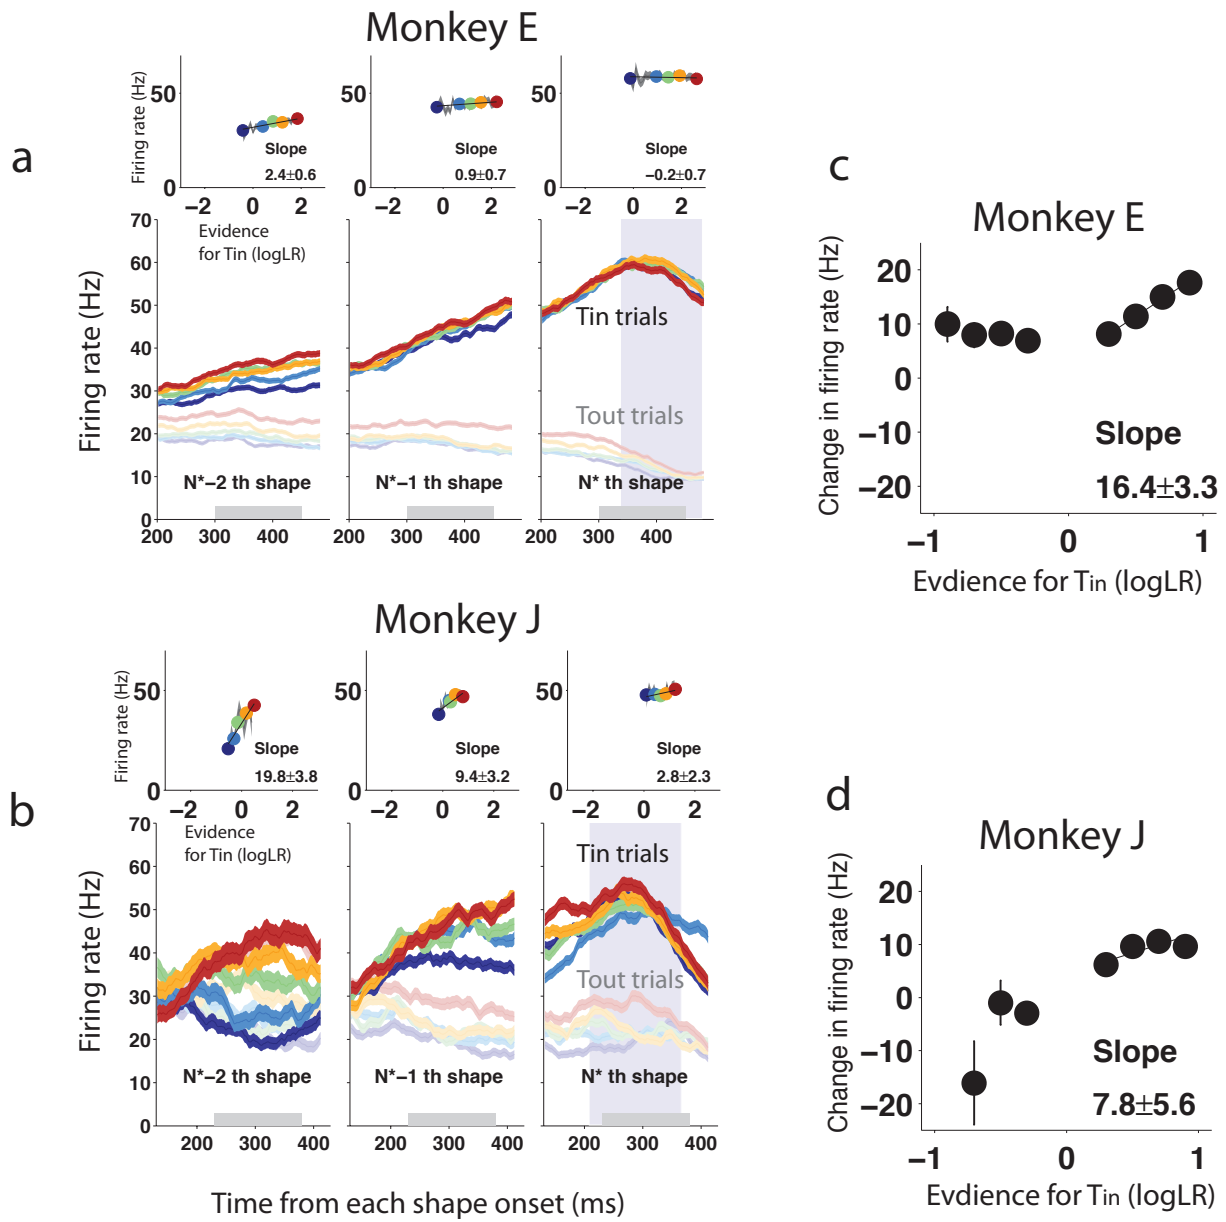 Monkey E
a
Firing rate (Hz)
50
0
−2 0 2
Slope
2.4±0.6
50
0
−2 0 2
Slope
0.9±0.7
50
0
−2 0 2
Slope
−0.2±0.7
Evidence
for Tin (logLR)
Firing rate (Hz)
70
60
50
40
30
20
10
0
Tin trials
Tout trials
N*−2 th shape
N*−1 th shape
N* th shape
200 300 400
200 300 400
200 300 400
c
Monkey E
Change in firing rate (Hz)
20
10
0
−10
−20
Slope
16.4±3.3
−1 0 1
Evdience for Tin (logLR)
Monkey J
b
Firing rate (Hz)
50
0
−2 0 2
Slope
19.8±3.8
50
0
−2 0 2
Slope
9.4±3.2
50
0
−2 0 2
Slope
2.8±2.3
Evidence
for Tin (logLR)
Firing rate (Hz)
70
60
50
40
30
20
10
0
Tin trials
Tout trials
N*−2 th shape
N*−1 th shape
N* th shape
200 300 400
200 300 400
200 300 400
Time from each shape onset (ms)
d
Monkey J
Change in firing rate (Hz)
20
10
0
−10
−20
Slope
7.8±5.6
−1 0 1
Evdience for Tin (logLR)